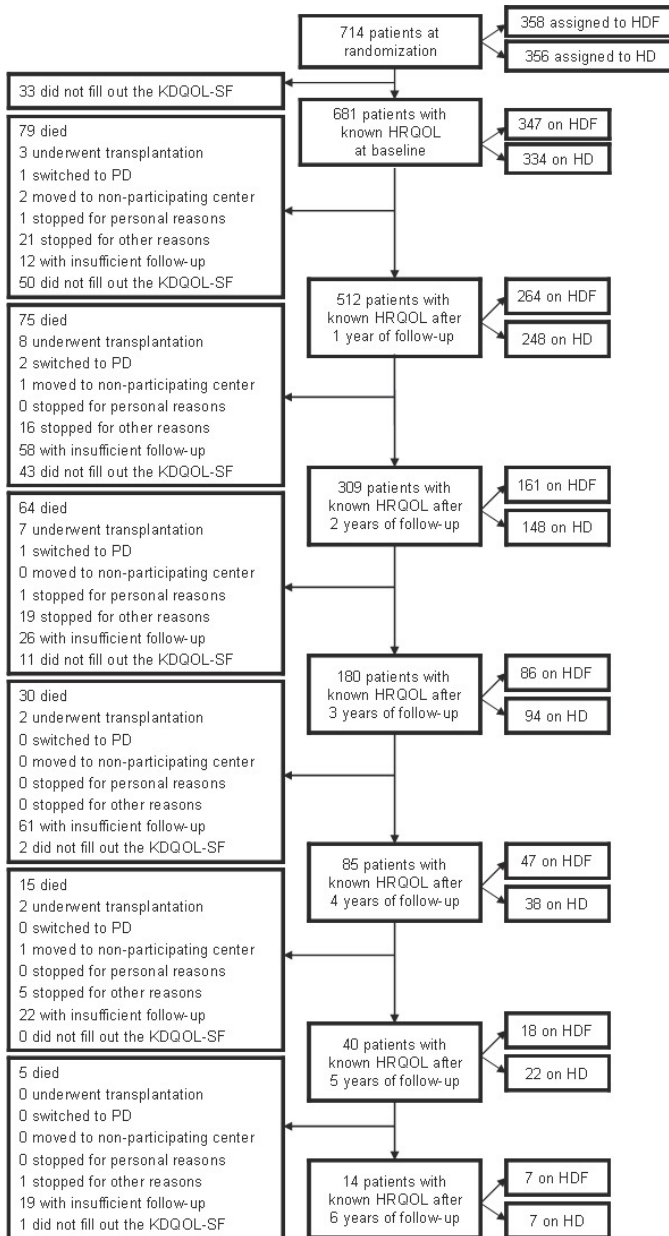 714 patients at
randomization
358 assigned to HDF
356 assigned to HD
33 did not fill out the KDQOL-SF
681 patients with
known HRQOL
at baseline
347 on HDF
334 on HD
79 died
3 underwent transplantation
1 switched to PD
2 moved to non-participating center
1 stopped for personal reasons
21 stopped for other reasons
12 with insufficient follow-up
50 did not fill out the KDQOL-SF
512 patients with
known HRQOL after
1 year of follow-up
264 on HDF
248 on HD
75 died
8 underwent transplantation
2 switched to PD
1 moved to non-participating center
0 stopped for personal reasons
16 stopped for other reasons
58 with insufficient follow-up
43 did not fill out the KDQOL-SF
309 patients with
known HRQOL after
2 years of follow-up
161 on HDF
148 on HD
64 died
7 underwent transplantation
1 switched to PD
0 moved to non-participating center
1 stopped for personal reasons
19 stopped for other reasons
26 with insufficient follow-up
11 did not fill out the KDQOL-SF
180 patients with
known HRQOL after
3 years of follow-up
86 on HDF
94 on HD
30 died
2 underwent transplantation
0 switched to PD
0 moved to non-participating center
0 stopped for personal reasons
0 stopped for other reasons
61 with insufficient follow-up
2 did not fill out the KDQOL-SF
85 patients with
known HRQOL after
4 years of follow-up
47 on HDF
38 on HD
15 died
2 underwent transplantation
0 switched to PD
1 moved to non-participating center
0 stopped for personal reasons
5 stopped for other reasons
22 with insufficient follow-up
0 did not fill out the KDQOL-SF
40 patients with
known HRQOL after
5 years of follow-up
18 on HDF
22 on HD
5 died
0 underwent transplantation
0 switched to PD
0 moved to non-participating center
0 stopped for personal reasons
1 stopped for other reasons
19 with insufficient follow-up
1 did not fill out the KDQOL-SF
14 patients with
known HRQOL after
6 years of follow-up
7 on HDF
7 on HD